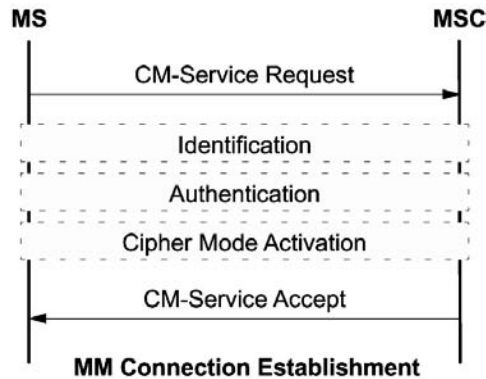 MS MSC
CM-Service Request
Identification
Authentication
Cipher Mode Activation
CM-Service Accept
MM Connection Establishment